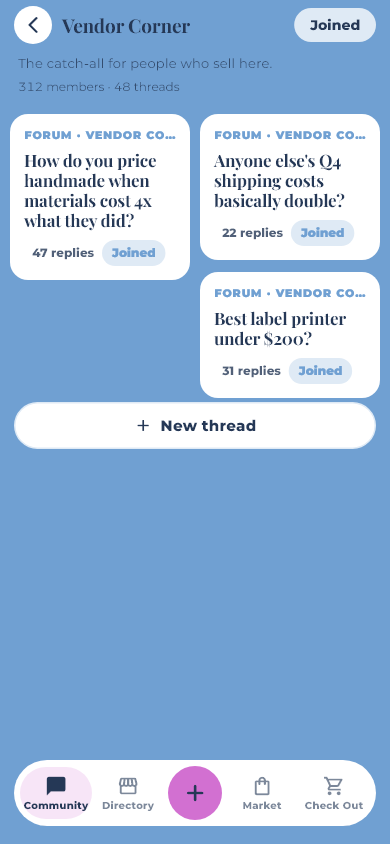 Vendor Corner
Joined
The catch-all for people who sell here.
312 members · 48 threads
FORUM · VENDOR CO...
How do you price
handmade when
materials cost 4x
what they did?
47 replies
Joined
FORUM · VENDOR CO...
Anyone else's Q4
shipping costs
basically double?
22 replies
Joined
FORUM · VENDOR CO...
Best label printer
under $200?
31 replies
Joined
+ New thread
Community
Directory
+
Market
Check Out